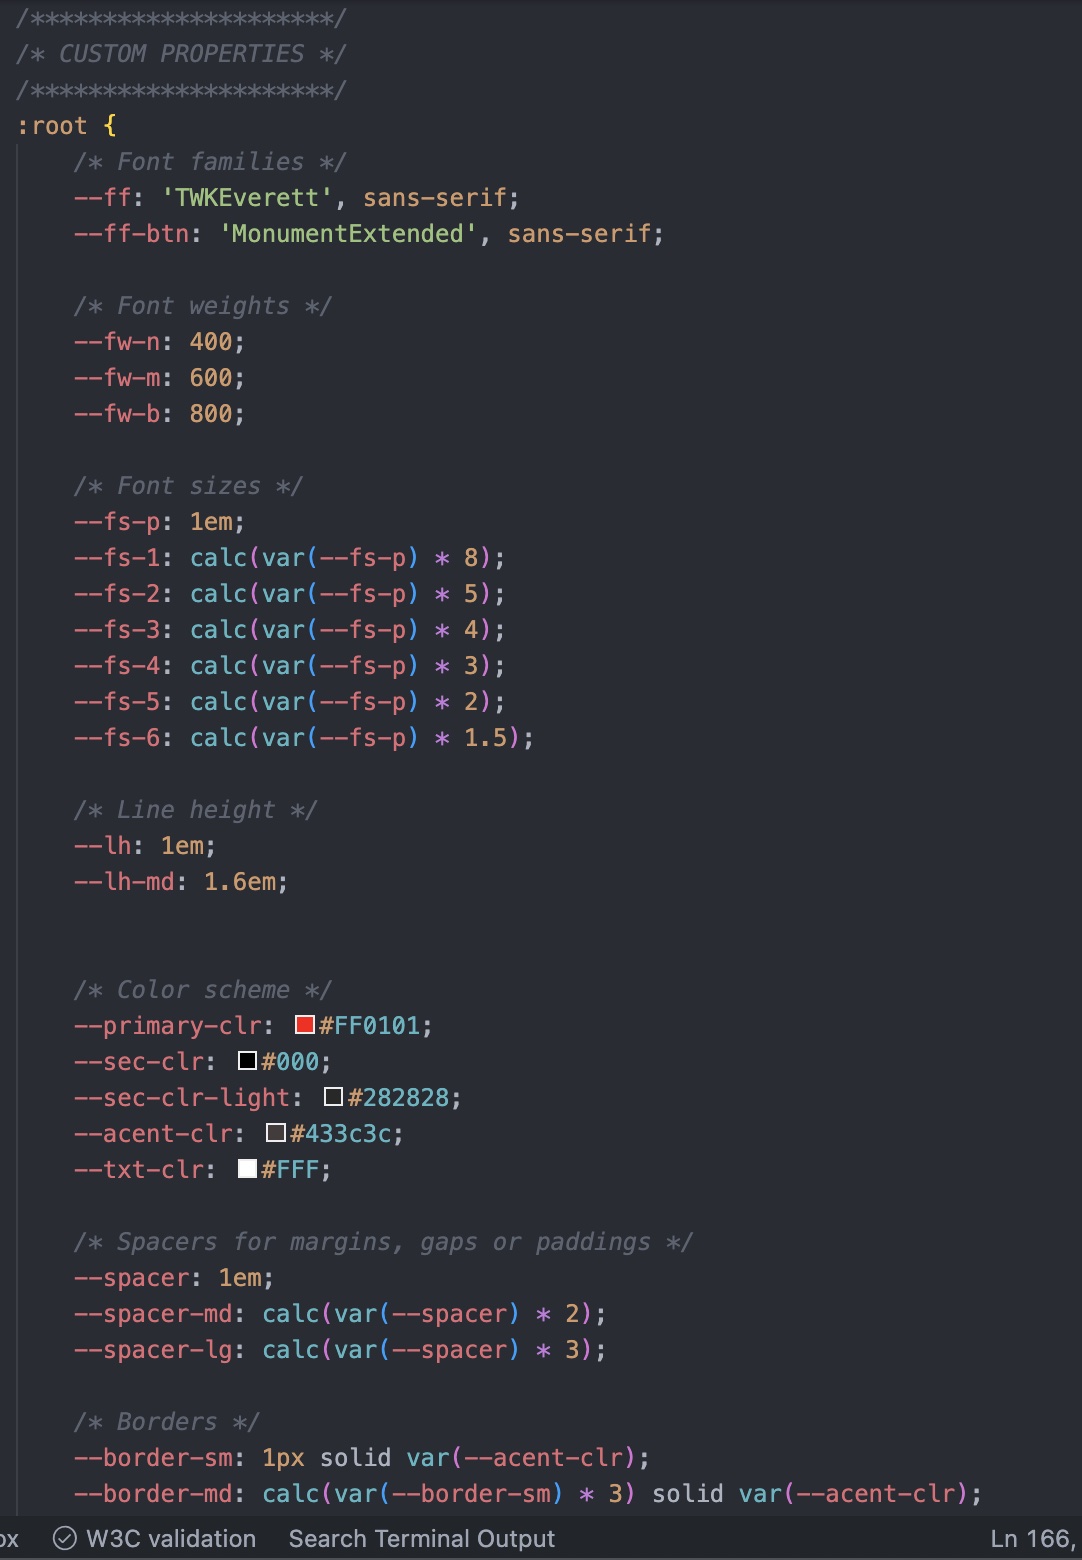 /*********************/
/* CUSTOM PROPERTIES */
/*********************/
:root {
/* Font families */
--ff: 'TWKEverett', sans-serif;
--ff-btn: 'MonumentExtended', sans-serif;
/* Font weights */
--fw-n: 400;
--fw-m: 600;
--fw-b: 800;
/* Font sizes */
--fs-p: 1em;
--fs-1: calc(var(--fs-p) * 8);
--fs-2: calc(var(--fs-p) * 5);
--fs-3: calc(var(--fs-p) * 4);
--fs-4: calc(var(--fs-p) * 3);
--fs-5: calc(var(--fs-p) * 2);
--fs-6: calc(var(--fs-p) * 1.5);
/* Line height */
--lh: 1em;
--lh-md: 1.6em;
/* Color scheme */
--primary-clr: #FF0101;
--sec-clr: #000;
--sec-clr-light: #282828;
--acent-clr: #433c3c;
--txt-clr: #FFF;
/* Spacers for margins, gaps or paddings */
--spacer: 1em;
--spacer-md: calc(var(--spacer) * 2);
--spacer-lg: calc(var(--spacer) * 3);
/* Borders */
--border-sm: 1px solid var(--acent-clr);
--border-md: calc(var(--border-sm) * 3) solid var(--acent-clr);
ox W3C validation Search Terminal Output Ln 166,